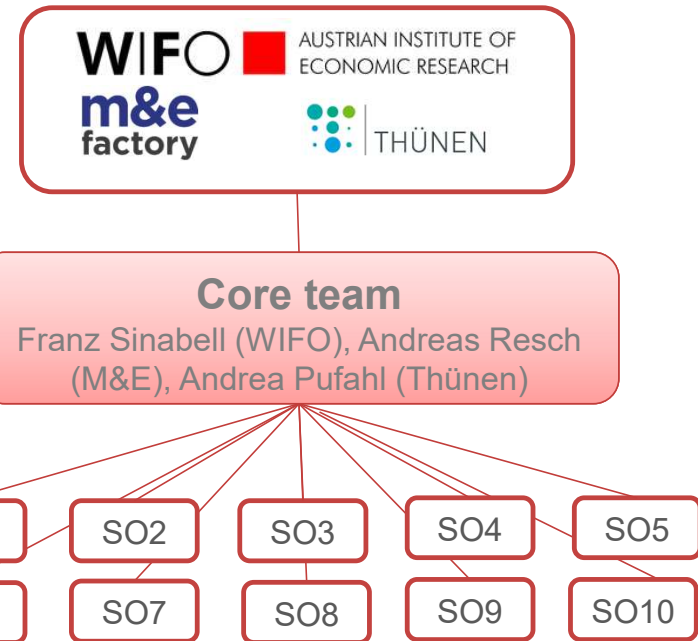 WIFO AUSTRIAN INSTITUTE OF
ECONOMIC RESEARCH
m&e
factory
THÜNEN
Core team
Franz Sinabell (WIFO), Andreas Resch
(M&E), Andrea Pufahl (Thünen)
SO2 SO3 SO4 SO5
SO7 SO8 SO9 SO10